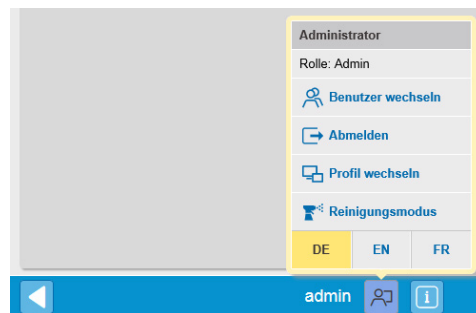 Administrator
Rolle: Admin
Benutzer wechseln
Abmelden
Profil wechseln
Reinigungsmodus
DE EN FR
admin i